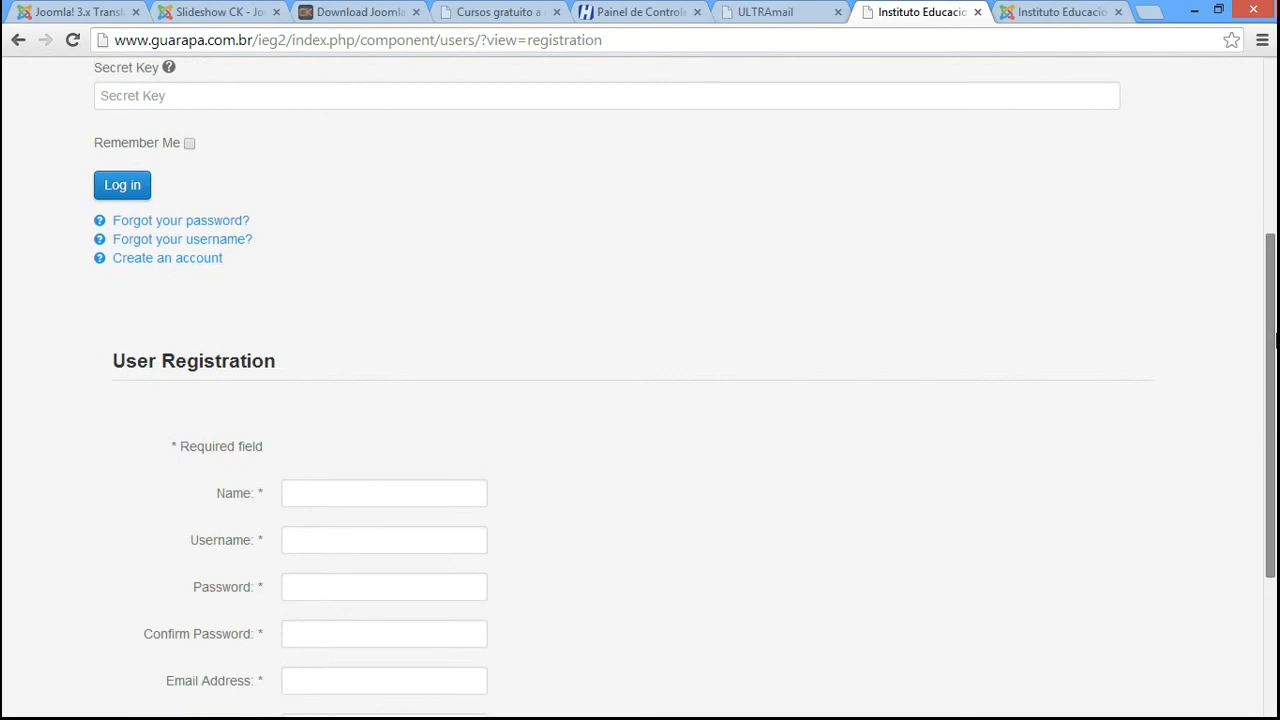 Joomla! 3.x Transl
Slideshow CK - Jo
CK Download Joomla
Cursos gratuito a
H Painel de Controle
ULTRAmail
Instituto Educacio
Instituto Educacio
www.guarapa.com.br/ieg2/index.php/component/users/?view=registration
Secret Key
Secret Key
Remember Me
Log in
Forgot your password?
Forgot your username?
Create an account
User Registration
* Required field
Name: *
Username: *
Password: *
Confirm Password: *
Email Address: *